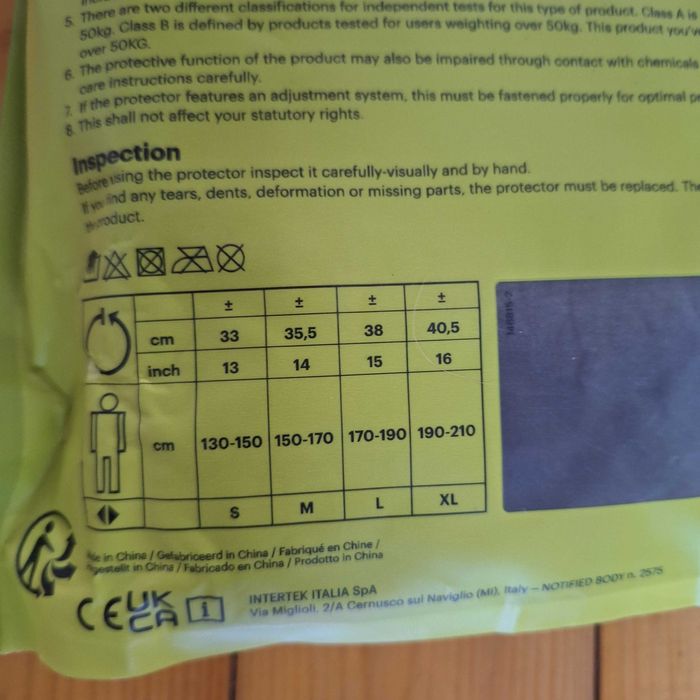 5. There are two different classifications for independent tests for this type of product. Class A is
50kg. Class B is defined by products tested for users weighting over 50kg. This product you've
over 50KG.
6. The protective function of the product may also be impaired through contact with chemicals
care instructions carefully.
7. If the protector features an adjustment system, this must be fastened properly for optimal
8. This shall not affect your statutory rights.
Inspection
Before using the protector inspect it carefully-visually and by hand.
If you find any tears, dents, deformation or missing parts, the protector must be replaced. The
product.
± ± ± ±
cm 33 35,5 38 40,5
inch 13 14 15 16
cm 130-150 150-170 170-190 190-210
S M L XL
146815-2
in China / Gefabriceerd in China / Fabriqué en Chine /
in China / Fabricado en China / Prodotto in China
CE UK CA i
INTERTEK ITALIA SpA
Via Miglioli, 2/A Cernusco sul Naviglio (MI), Italy – NOTIFIED BODY n. 2575